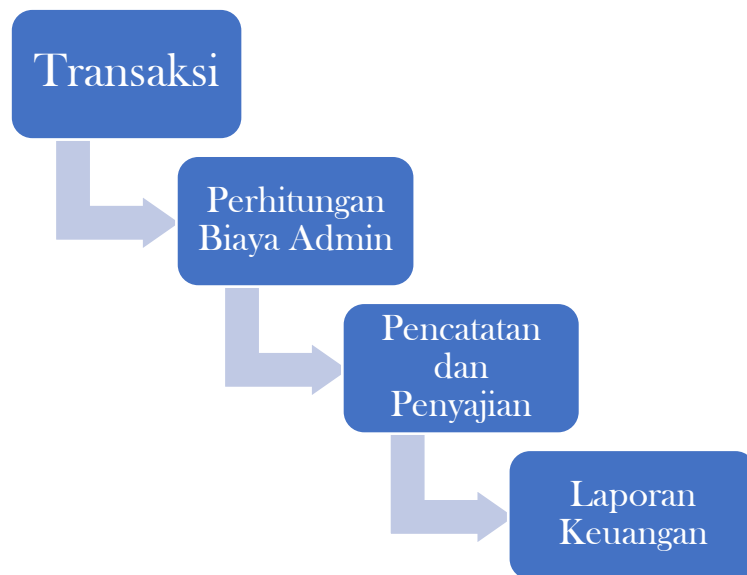 Transaksi
Perhitungan
Biaya Admin
Pencatatan
dan
Penyajian
Laporan
Keuangan